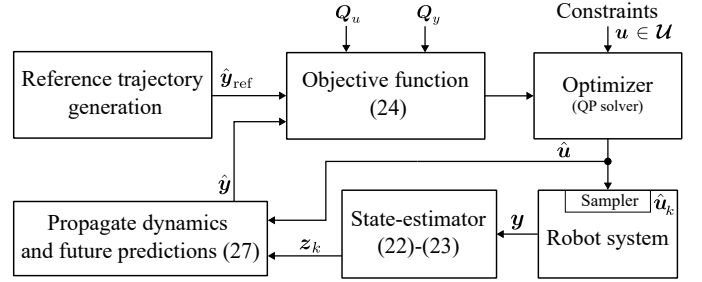 Q_u
Q_y
Constraints
u ∈ 𝒰
Reference trajectory
generation
ŷ_ref
Objective function
(24)
Optimizer
(QP solver)
û
ŷ
Propagate dynamics
and future predictions (27)
z_k
State-estimator
(22)-(23)
y
Sampler
û_k
Robot system